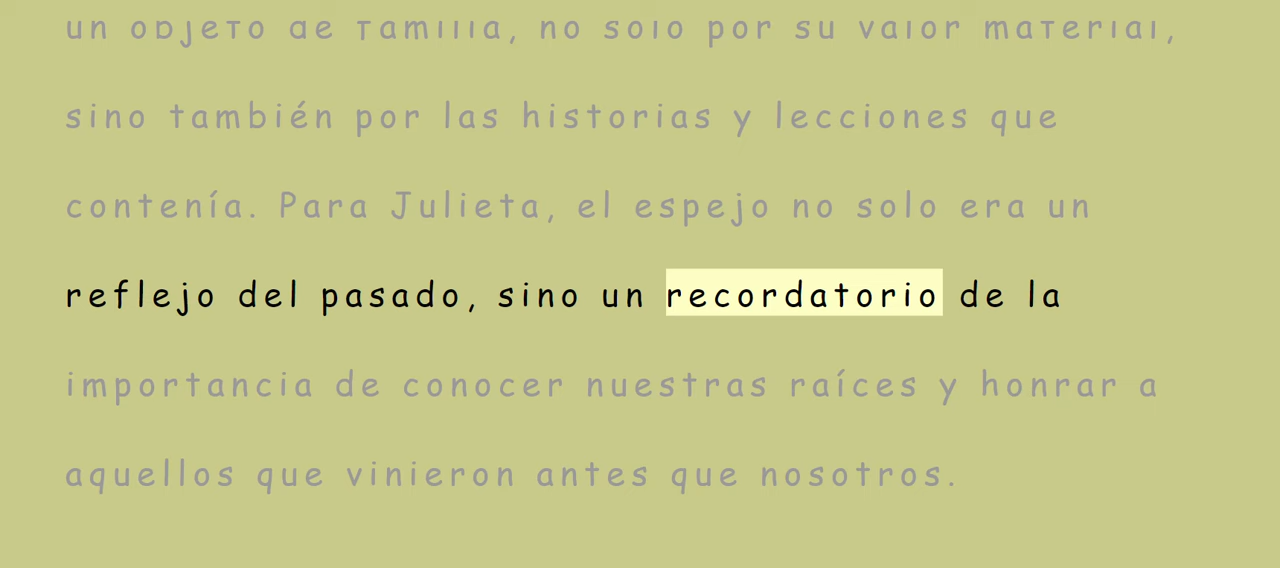 un objeto de familia, no solo por su valor material,
sino también por las historias y lecciones que
contenía. Para Julieta, el espejo no solo era un
reflejo del pasado, sino un recordatorio de la
importancia de conocer nuestras raíces y honrar a
aquellos que vinieron antes que nosotros.